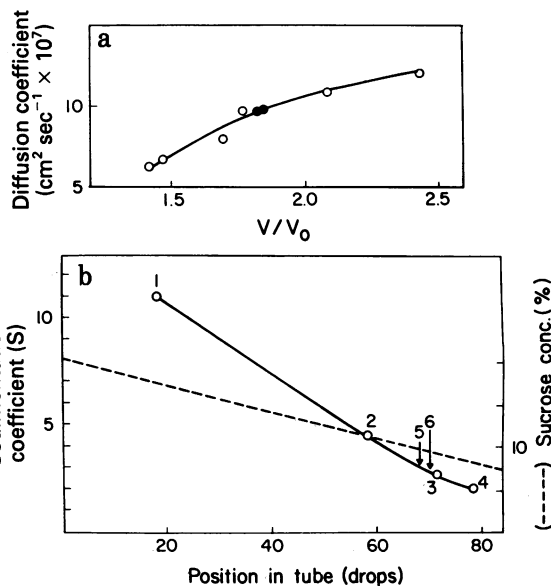 a
Diffusion coefficient
(cm² sec⁻¹ × 10⁷)
10
5
1.5 2.0 2.5
V/V₀
b
coefficient (S)
10
5
1
2
5 6
3 4
10
(-----) Sucrose conc. (%)
20 40 60 80
Position in tube (drops)